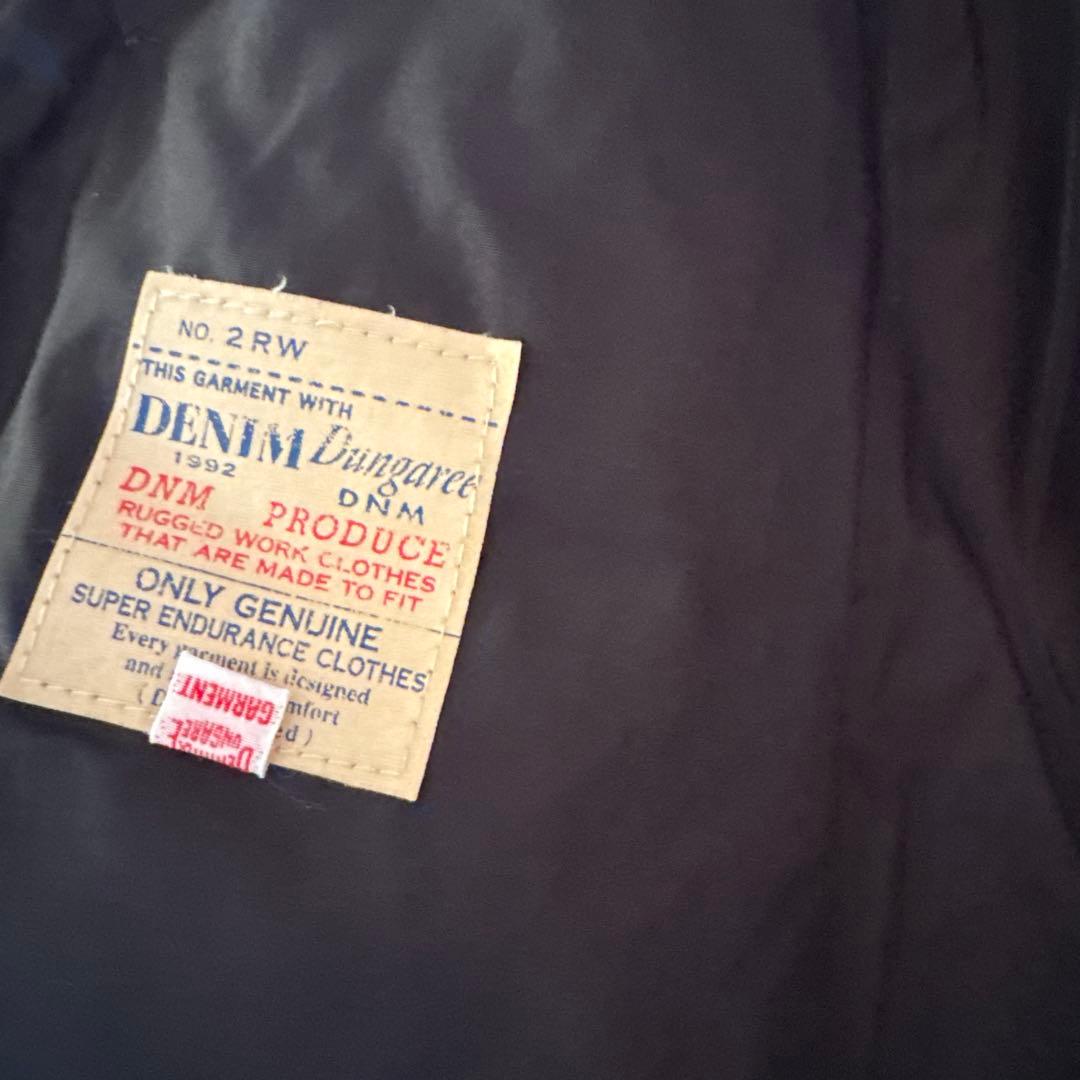 NO. 2RW
THIS GARMENT WITH
DENIM Dungaree
1992 DNM
DNM PRODUCE
RUGGED WORK CLOTHES
THAT ARE MADE TO FIT
ONLY GENUINE
SUPER ENDURANCE CLOTHES
Every garment is designed
and
GARMENT